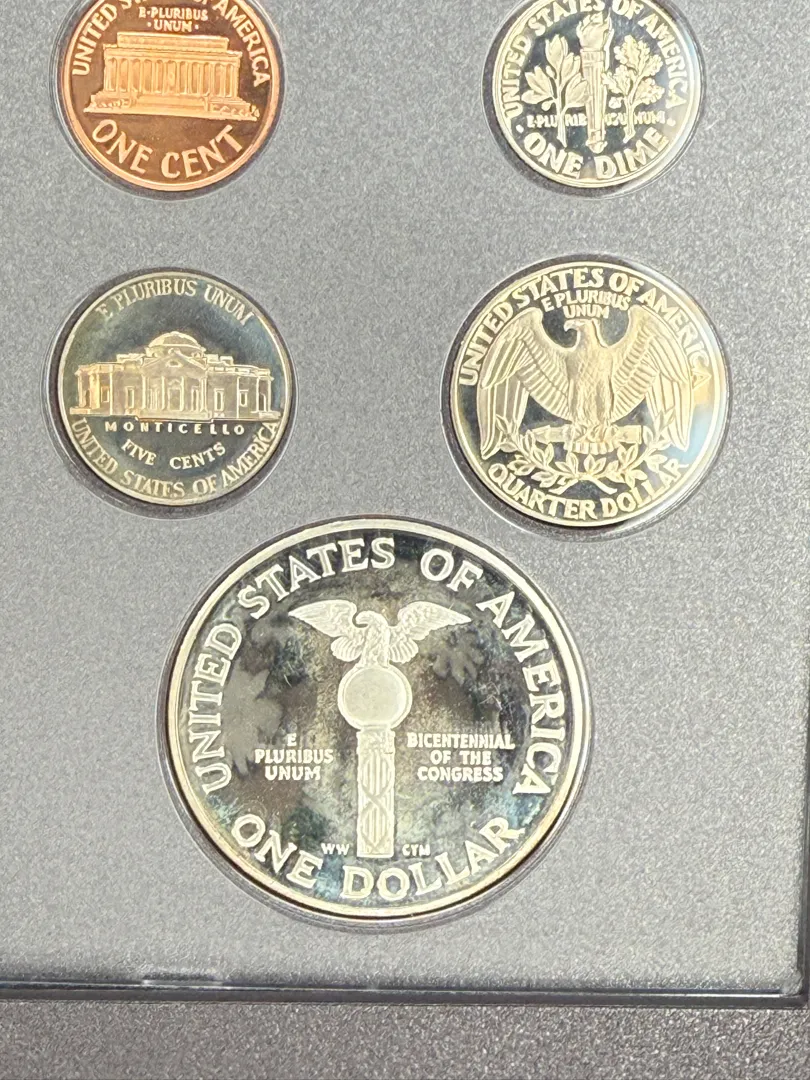 UNITED STATES OF AMERICA
E·PLURIBUS
·UNUM·
ONE CENT
UNITED STATES OF AMERICA
E·PLURIBUS·UNUM·
·ONE DIME·
E PLURIBUS UNUM
MONTICELLO
FIVE CENTS
UNITED STATES OF AMERICA
UNITED STATES OF AMERICA
E PLURIBUS
UNUM
QUARTER DOLLAR
UNITED STATES OF AMERICA
E
PLURIBUS
UNUM
BICENTENNIAL
OF THE
CONGRESS
WW
CYM
ONE DOLLAR